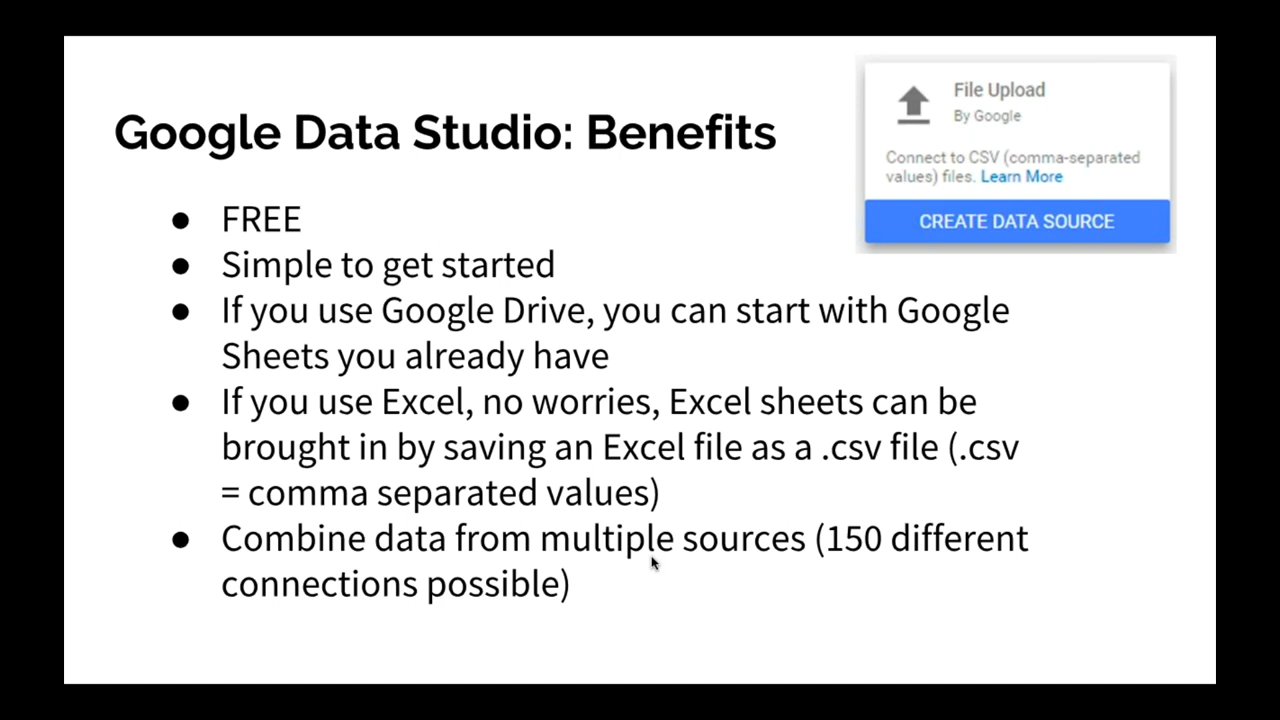 Google Data Studio: Benefits
File Upload
By Google
Connect to CSV (comma-separated
values) files. Learn More
CREATE DATA SOURCE
● FREE
● Simple to get started
● If you use Google Drive, you can start with Google
Sheets you already have
● If you use Excel, no worries, Excel sheets can be
brought in by saving an Excel file as a .csv file (.csv
= comma separated values)
● Combine data from multiple sources (150 different
connections possible)